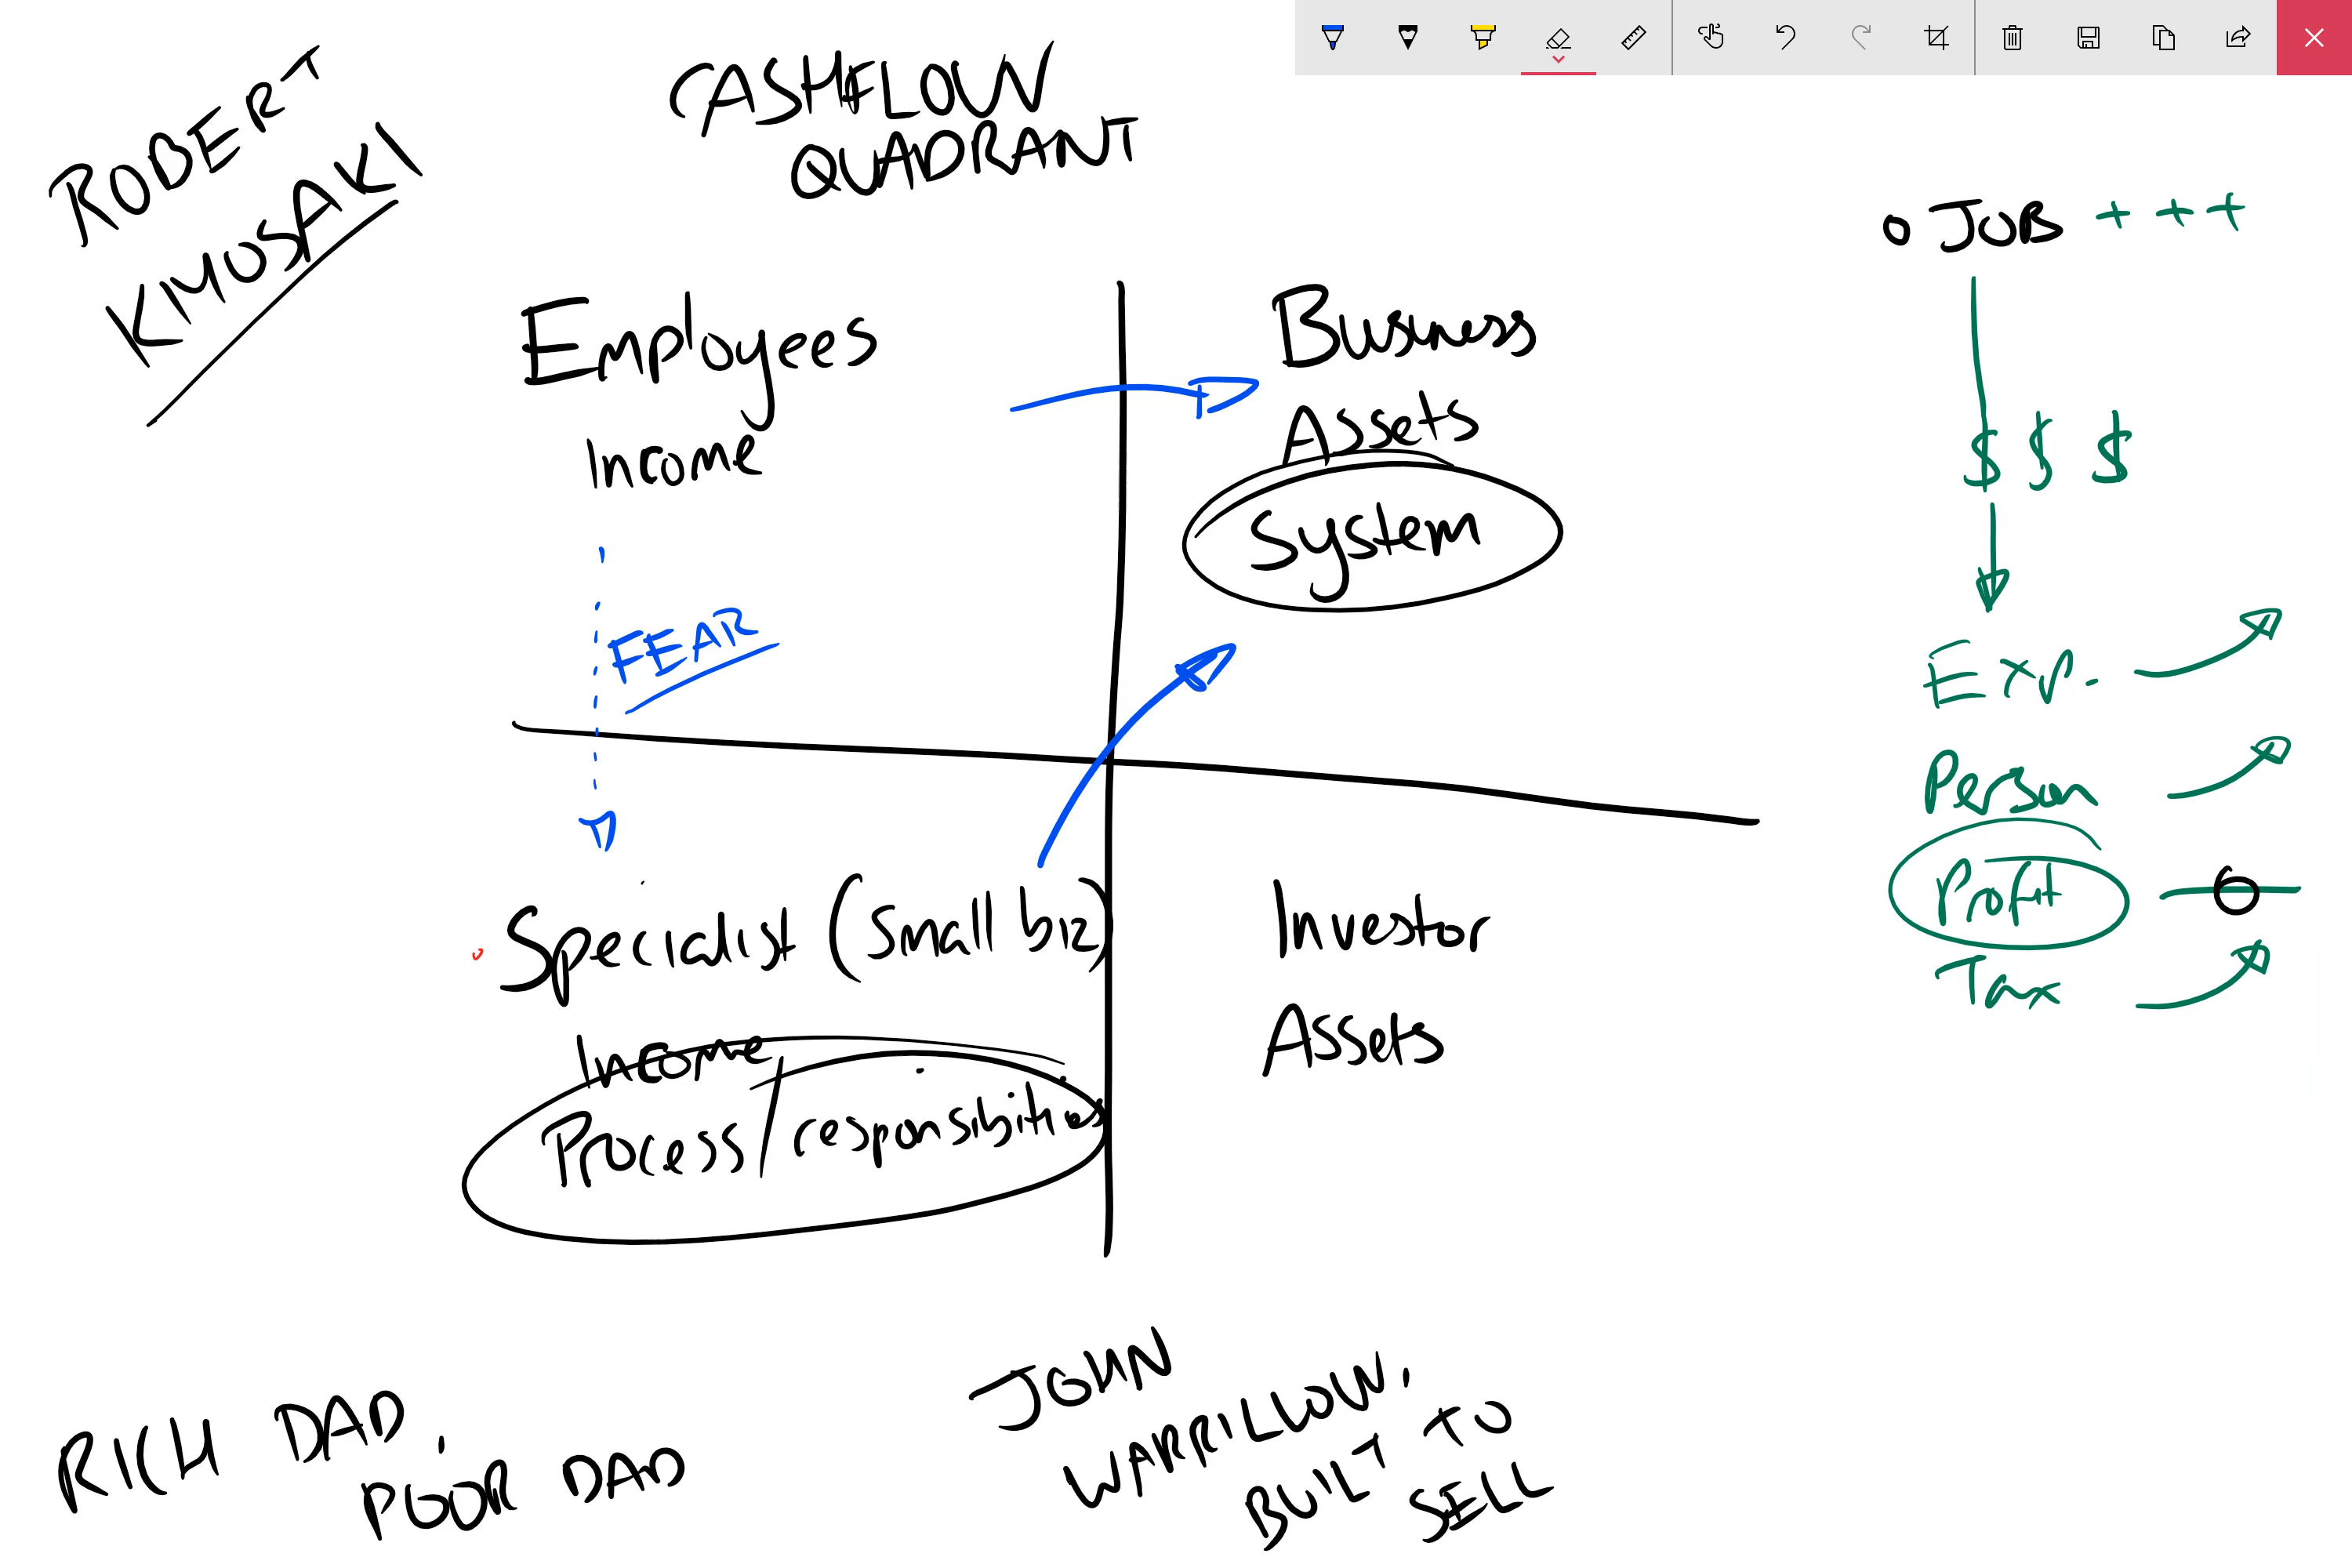 ROBERT
KIYOSAKI
CASHFLOW
QUADRANT
Employees
Income
FEAR
Business
Assets
System
Specialist (Small biz)
Income
Process/responsibilities
Investor
Assets
JOB +++
$ $ $
Exp.
Person
Profit
Tax
RICH DAD,
POOR DAD
JOHN
WARRILLOW.
BUILT TO
SELL